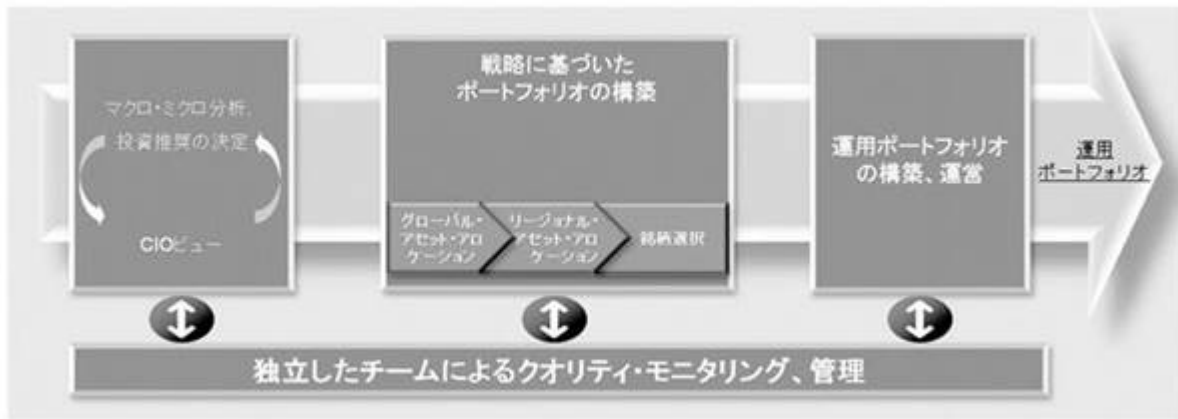 マクロ・ミクロ分析、
投資推奨の決定
CIOビュー
戦略に基づいた
ポートフォリオの構築
グローバル・
アセット・アロ
ケーション
リージョナル・
アセット・アロ
ケーション
銘柄選択
運用ポートフォリオ
の構築、運営
運用
ポートフォリオ
独立したチームによるクオリティ・モニタリング、管理